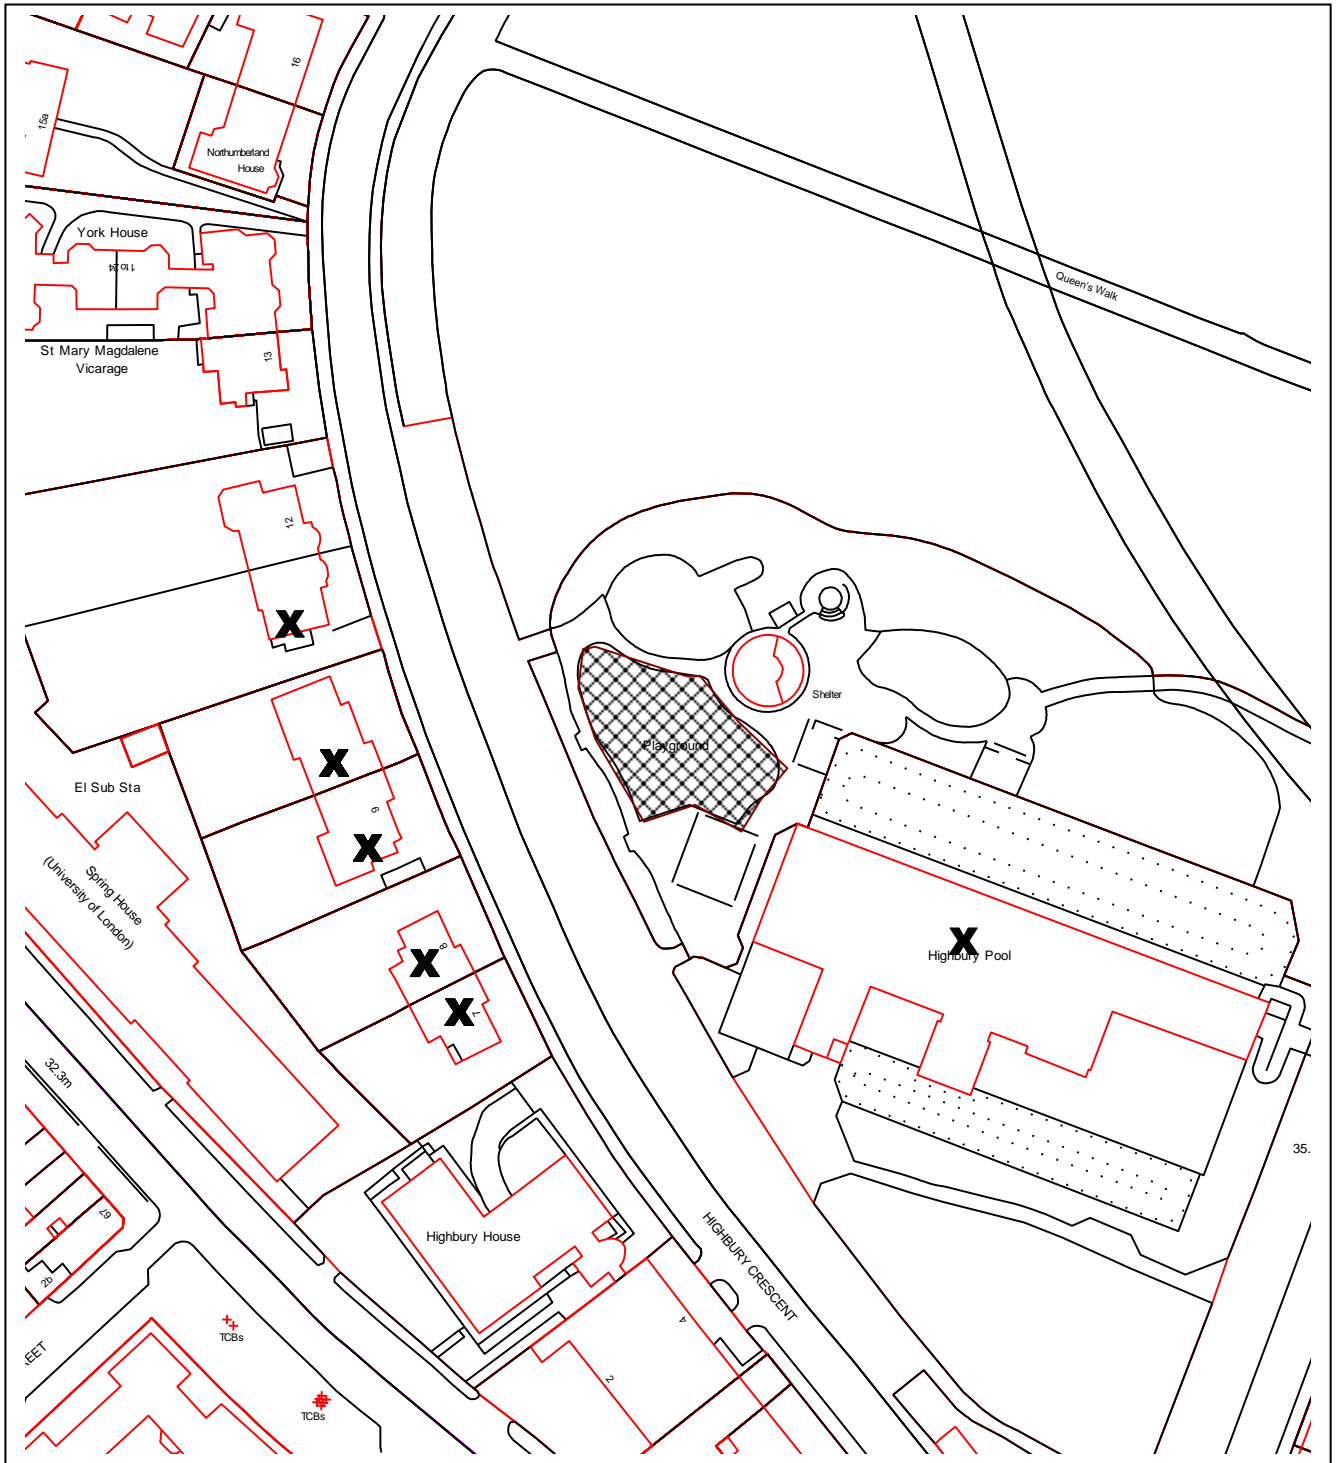 16
15a
Northumberland
House
York House
1 to 24
Queen's Walk
St Mary Magdalene
Vicarage
13
12
Shelter
Playground
El Sub Sta
9
Spring House
(University of London)
8
Highbury Pool
7
32.3m
35.
67
Highbury House
HIGHBURY CRESCENT
2b
4
TCBs
EET
2
TCBs
X
X
X
X
X
X